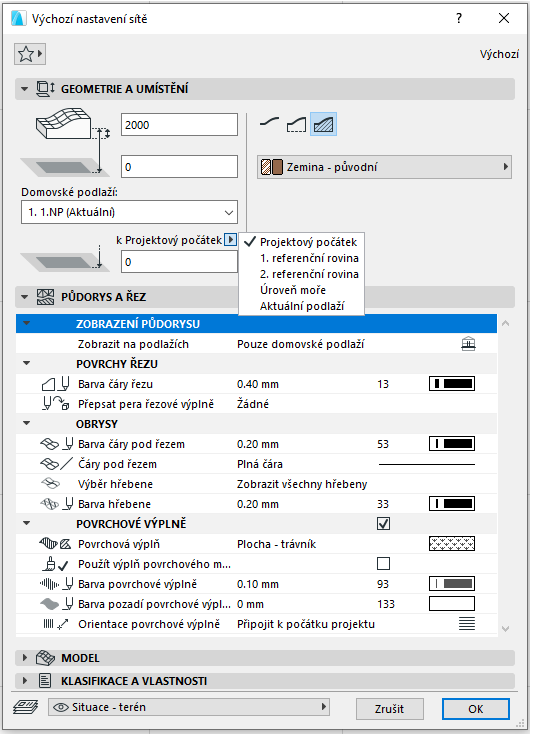 Výchozí nastavení sítě
?
Výchozí
GEOMETRIE A UMÍSTĚNÍ
2000
0
Zemina - původní
Domovské podlaží:
1. 1.NP (Aktuální)
k Projektový počátek
0
Projektový počátek
1. referenční rovina
2. referenční rovina
Úroveň moře
Aktuální podlaží
PŮDORYS A ŘEZ
ZOBRAZENÍ PŮDORYSU
Zobrazit na podlažích Pouze domovské podlaží
POVRCHY ŘEZU
Barva čáry řezu 0.40 mm 13
Přepsat pera řezové výplně Žádné
OBRYSY
Barva čáry pod řezem 0.20 mm 53
Čáry pod řezem Plná čára
Výběr hřebene Zobrazit všechny hřebeny
Barva hřebene 0.20 mm 33
POVRCHOVÉ VÝPLNĚ
Povrchová výplň Plocha - trávník
Použít výplň povrchového m...
Barva povrchové výplně 0.10 mm 93
Barva pozadí povrchové výpl... 0 mm 133
Orientace povrchové výplně Připojit k počátku projektu
MODEL
KLASIFIKACE A VLASTNOSTI
Situace - terén
Zrušit
OK